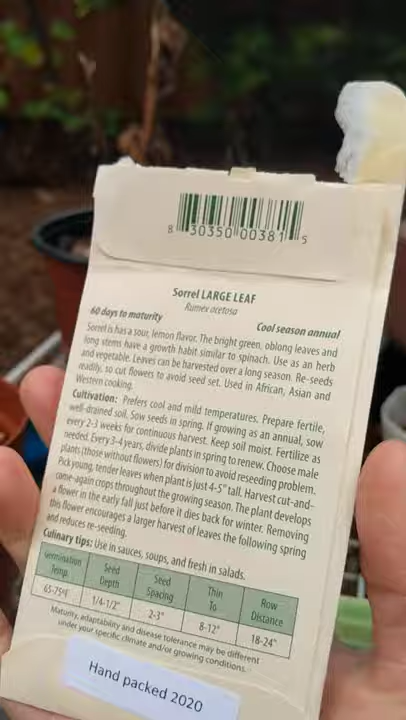 8 30350 00381 5
Sorrel LARGE LEAF
Rumex acetosa
60 days to maturity Cool season annual
Sorrel is has a sour, lemon flavor. The bright green, oblong leaves and
long stems have a growth habit similar to spinach. Use as an herb
and vegetable. Leaves can be harvested over a long season. Re-seeds
readily, so cut flowers to avoid seed set. Used in African, Asian and
Western cooking.
Cultivation: Prefers cool and mild temperatures. Prepare fertile,
well-drained soil. Sow seeds in spring. If growing as an annual, sow
every 2-3 weeks for continuous harvest. Keep soil moist. Fertilize as
needed. Every 3-4 years, divide plants in spring to renew. Choose male
plants (those without flowers) for division to avoid reseeding problem.
Pick young, tender leaves when plant is just 4-5" tall. Harvest cut-and-
come-again crops throughout the growing season. The plant develops
a flower in the early fall just before it dies back for winter. Removing
this flower encourages a larger harvest of leaves the following spring
and reduces re-seeding.
Culinary tips: Use in sauces, soups, and fresh in salads.
Germination Temp. Seed Depth Seed Spacing Thin To Row Distance
65-75°F 1/4-1/2" 2-3" 8-12" 18-24"
Maturity, adaptability and disease tolerance may be different
under your specific climate and/or growing conditions.
Hand packed 2020